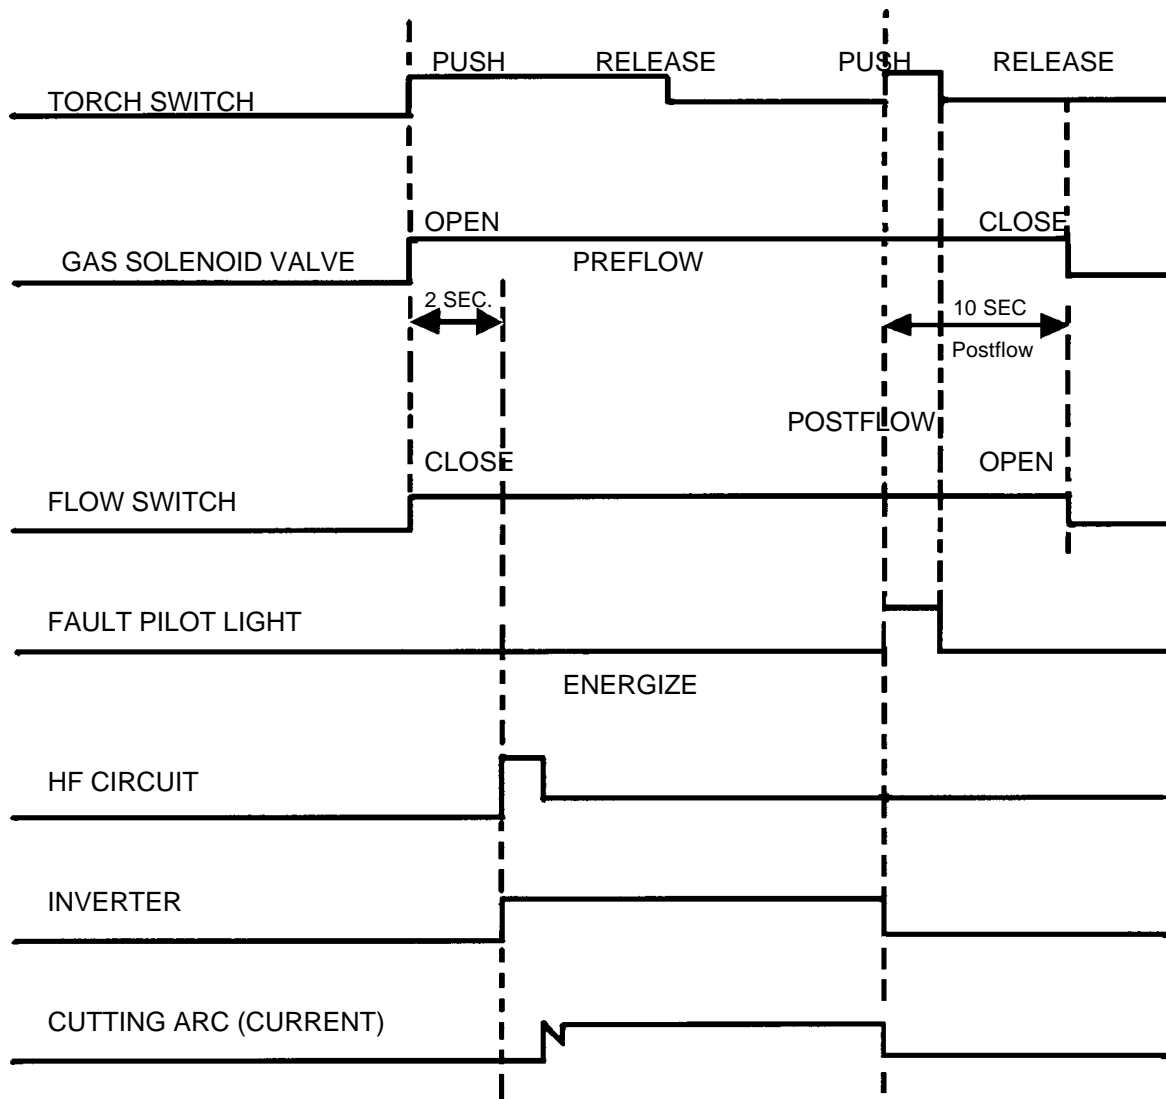 PUSH RELEASE PUSH RELEASE
TORCH SWITCH
OPEN CLOSE
GAS SOLENOID VALVE PREFLOW
2 SEC. 10 SEC
Postflow
POSTFLOW
CLOSE OPEN
FLOW SWITCH
FAULT PILOT LIGHT
ENERGIZE
HF CIRCUIT
INVERTER
CUTTING ARC (CURRENT)